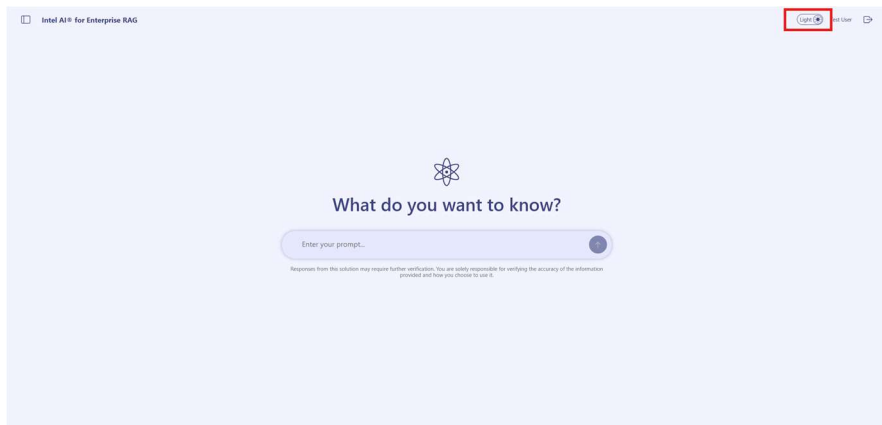 Intel AI® for Enterprise RAG
Light
User
What do you want to know?
Enter your prompt...
Responses from this solution may require further verification. You are solely responsible for verifying the accuracy of the information
provided and how you choose to use it.